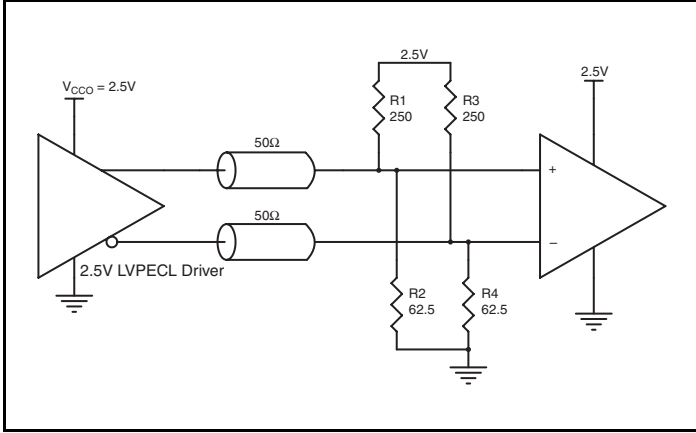 2.5V
V_CCO = 2.5V
2.5V
R1
250
R3
250
50Ω
+
50Ω
–
2.5V LVPECL Driver
R2
62.5
R4
62.5